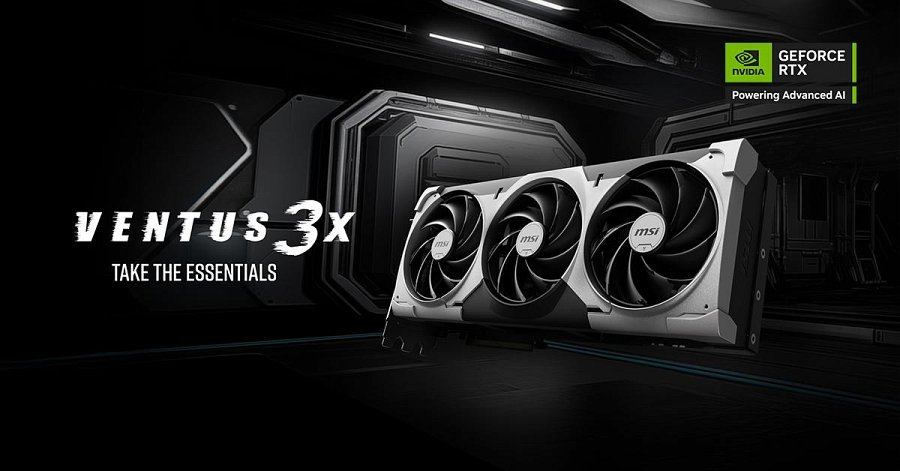 NVIDIA
GEFORCE
RTX
Powering Advanced AI
VENTUS 3X
TAKE THE ESSENTIALS
msi
msi
msi